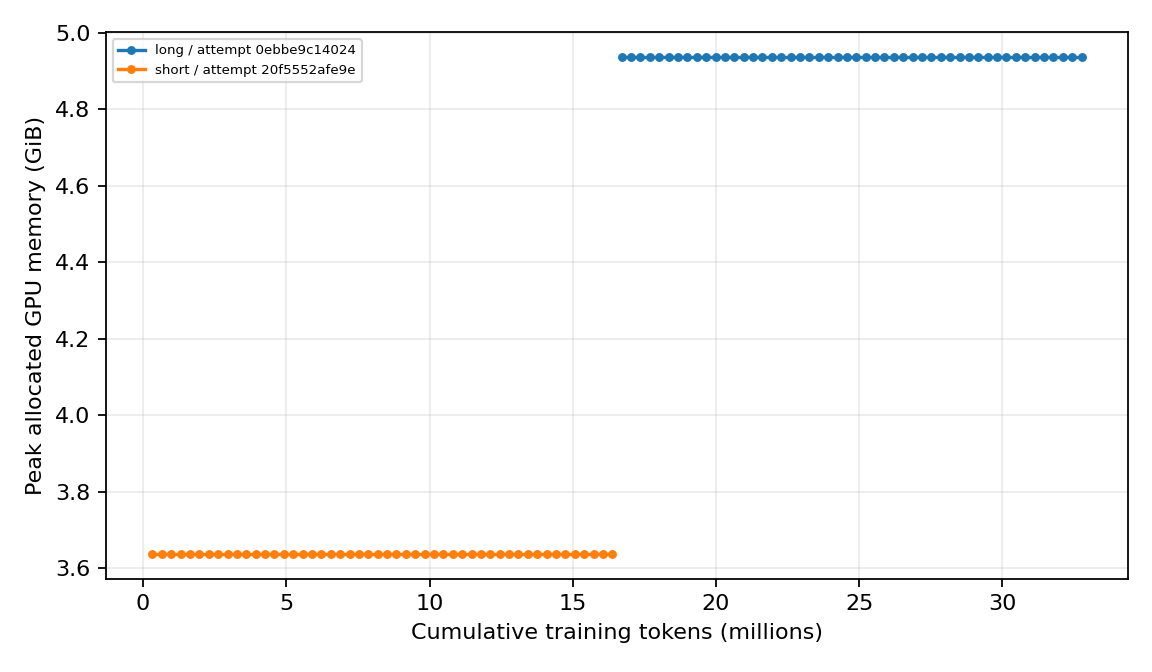 5.0
4.8
4.6
4.4
4.2
4.0
3.8
3.6
Peak allocated GPU memory (GiB)
long / attempt 0ebbe9c14024
short / attempt 20f5552afe9e
0 5 10 15 20 25 30
Cumulative training tokens (millions)